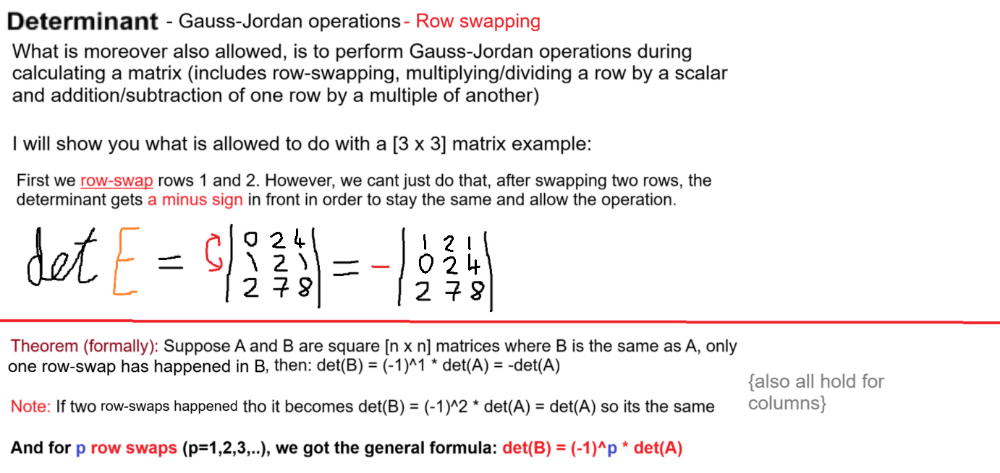 Determinant - Gauss-Jordan operations - Row swapping
What is moreover also allowed, is to perform Gauss-Jordan operations during
calculating a matrix (includes row-swapping, multiplying/dividing a row by a scalar
and addition/subtraction of one row by a multiple of another)
I will show you what is allowed to do with a [3 x 3] matrix example:
First we row-swap rows 1 and 2. However, we cant just do that, after swapping two rows, the
determinant gets a minus sign in front in order to stay the same and allow the operation.
0 2 4 1 2 1
det E = | 1 2 1 | = - | 0 2 4 |
2 7 8 2 7 8
Theorem (formally): Suppose A and B are square [n x n] matrices where B is the same as A, only
one row-swap has happened in B, then: det(B) = (-1)^1 * det(A) = -det(A)
{also all hold for
columns}
Note: If two row-swaps happened tho it becomes det(B) = (-1)^2 * det(A) = det(A) so its the same
And for p row swaps (p=1,2,3,..), we got the general formula: det(B) = (-1)^p * det(A)